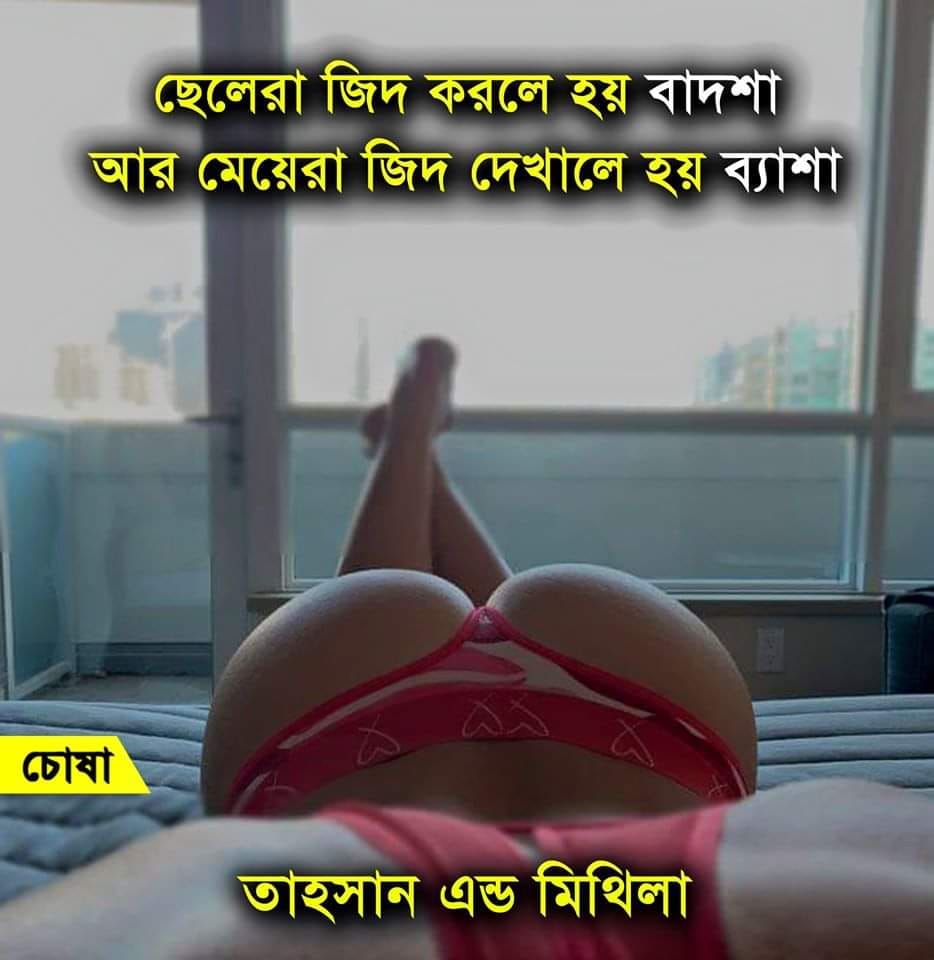 ছেলেরা জিদ করলে হয় বাদশা
আর মেয়েরা জিদ দেখালে হয় ব্যাশা
চোষা
তাহসান এন্ড মিথিলা